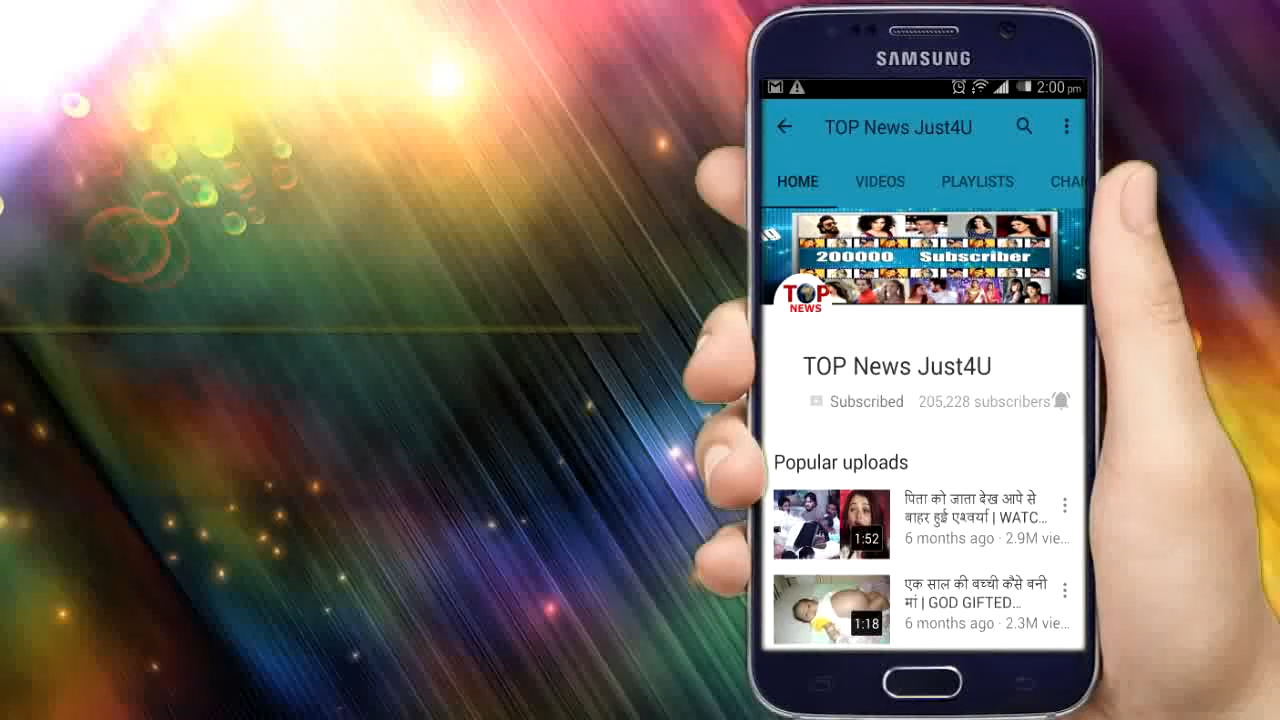 SAMSUNG
2:00 pm
TOP News Just4U
HOME VIDEOS PLAYLISTS CHA
200000 Subscriber
TOP
NEWS
TOP News Just4U
Subscribed 205,228 subscribers
Popular uploads
पिता को जाता देख आपे से
बाहर हुई एश्वर्या | WATC...
6 months ago · 2.9M vie...
1:52
एक साल की बच्ची कैसे बनी
मां | GOD GIFTED...
6 months ago · 2.3M vie...
1:18